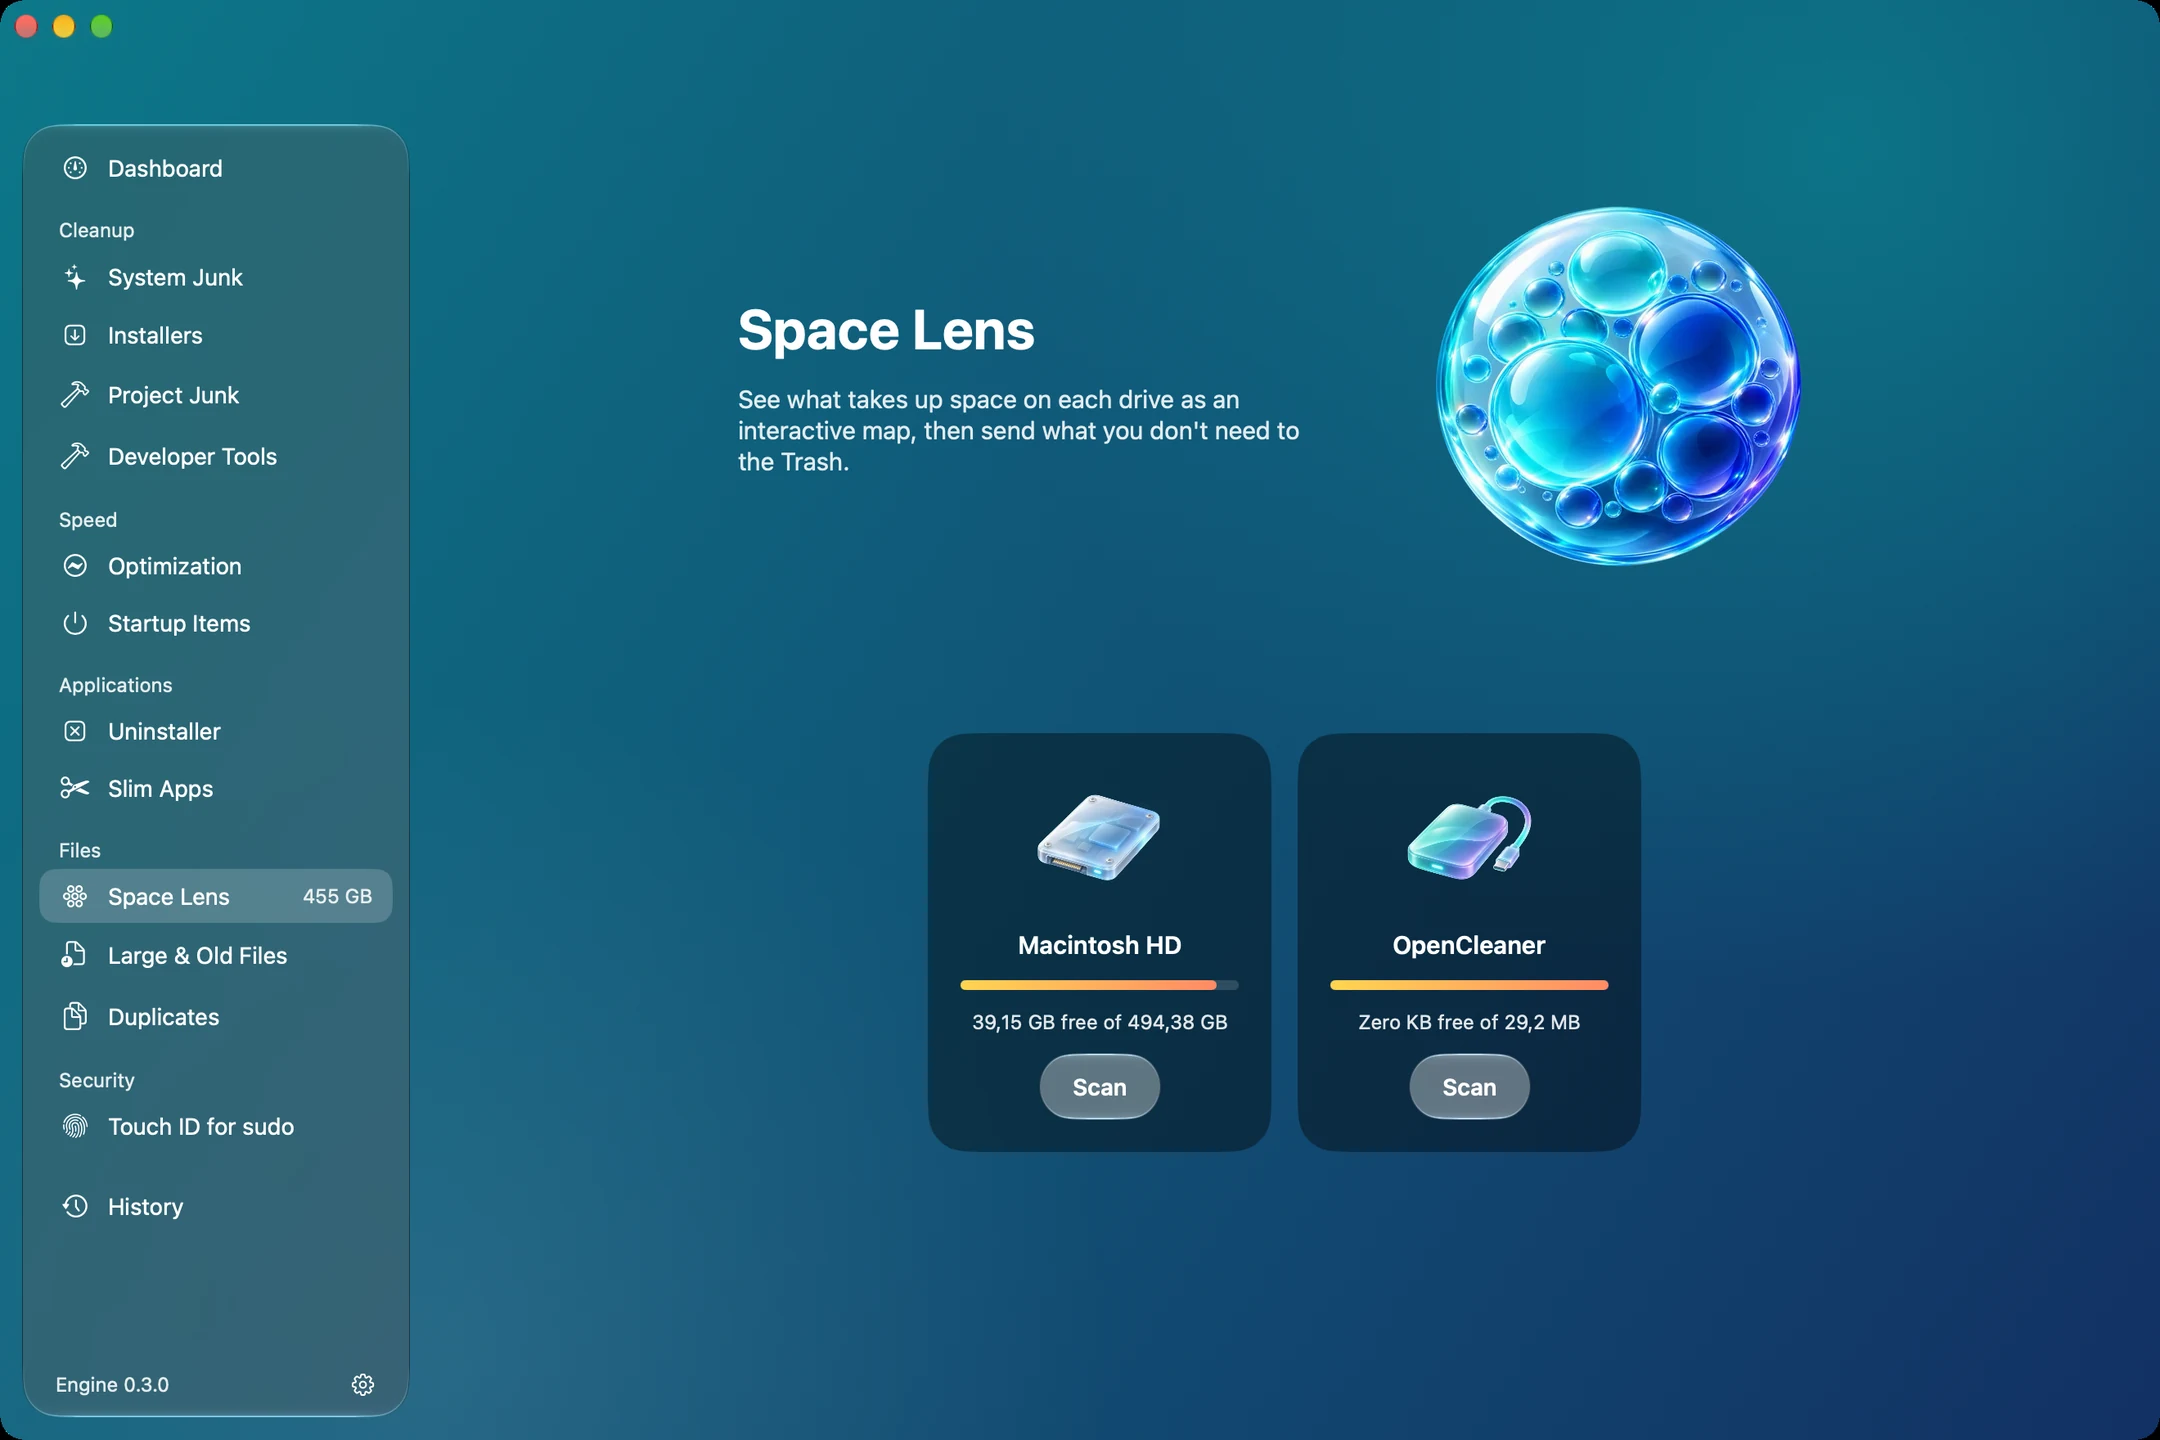 Dashboard
Cleanup
System Junk
Installers
Project Junk
Developer Tools
Speed
Optimization
Startup Items
Applications
Uninstaller
Slim Apps
Files
Space Lens 455 GB
Large & Old Files
Duplicates
Security
Touch ID for sudo
History
Engine 0.3.0
Space Lens
See what takes up space on each drive as an
interactive map, then send what you don't need to
the Trash.
Macintosh HD
39,15 GB free of 494,38 GB
Scan
OpenCleaner
Zero KB free of 29,2 MB
Scan